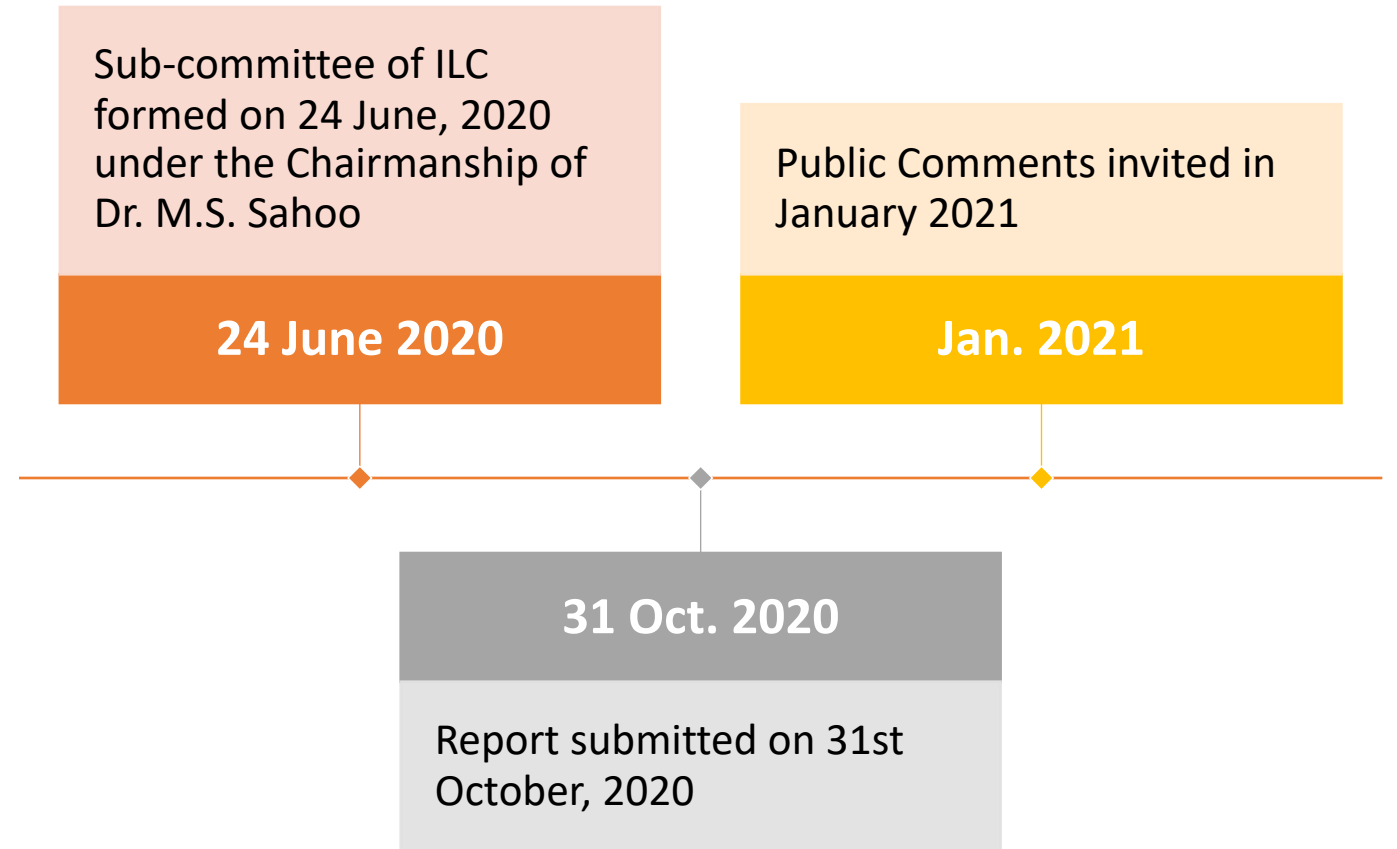 Sub-committee of ILC
formed on 24 June, 2020
under the Chairmanship of
Dr. M.S. Sahoo
24 June 2020
31 Oct. 2020
Report submitted on 31st
October, 2020
Public Comments invited in
January 2021
Jan. 2021